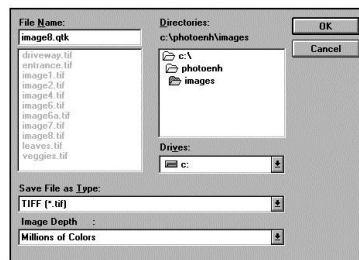 File Name:
image8.qtk
driveway.tif
entrance.tif
image1.tif
image2.tif
image4.tif
image6.tif
image6a.tif
image7.tif
image8.tif
leaves.tif
veggies.tif
Directories:
c:\photoenh\images
c:\
photoenh
images
Drives:
c:
Save File as Type:
TIFF (*.tif)
Image Depth :
Millions of Colors
OK
Cancel